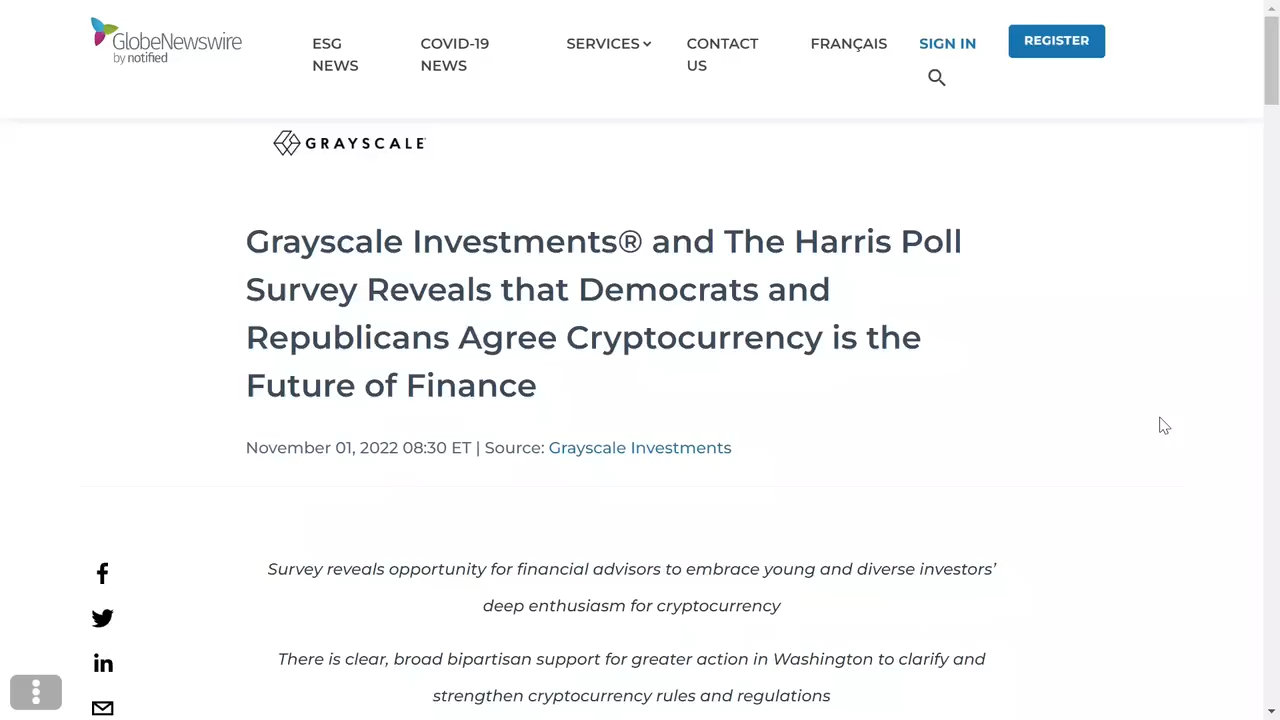 GlobeNewswire
by notified
ESG
NEWS
COVID-19
NEWS
SERVICES
CONTACT
US
FRANÇAIS
SIGN IN
REGISTER
GRAYSCALE
Grayscale Investments® and The Harris Poll
Survey Reveals that Democrats and
Republicans Agree Cryptocurrency is the
Future of Finance
November 01, 2022 08:30 ET | Source: Grayscale Investments
Survey reveals opportunity for financial advisors to embrace young and diverse investors’
deep enthusiasm for cryptocurrency
There is clear, broad bipartisan support for greater action in Washington to clarify and
strengthen cryptocurrency rules and regulations